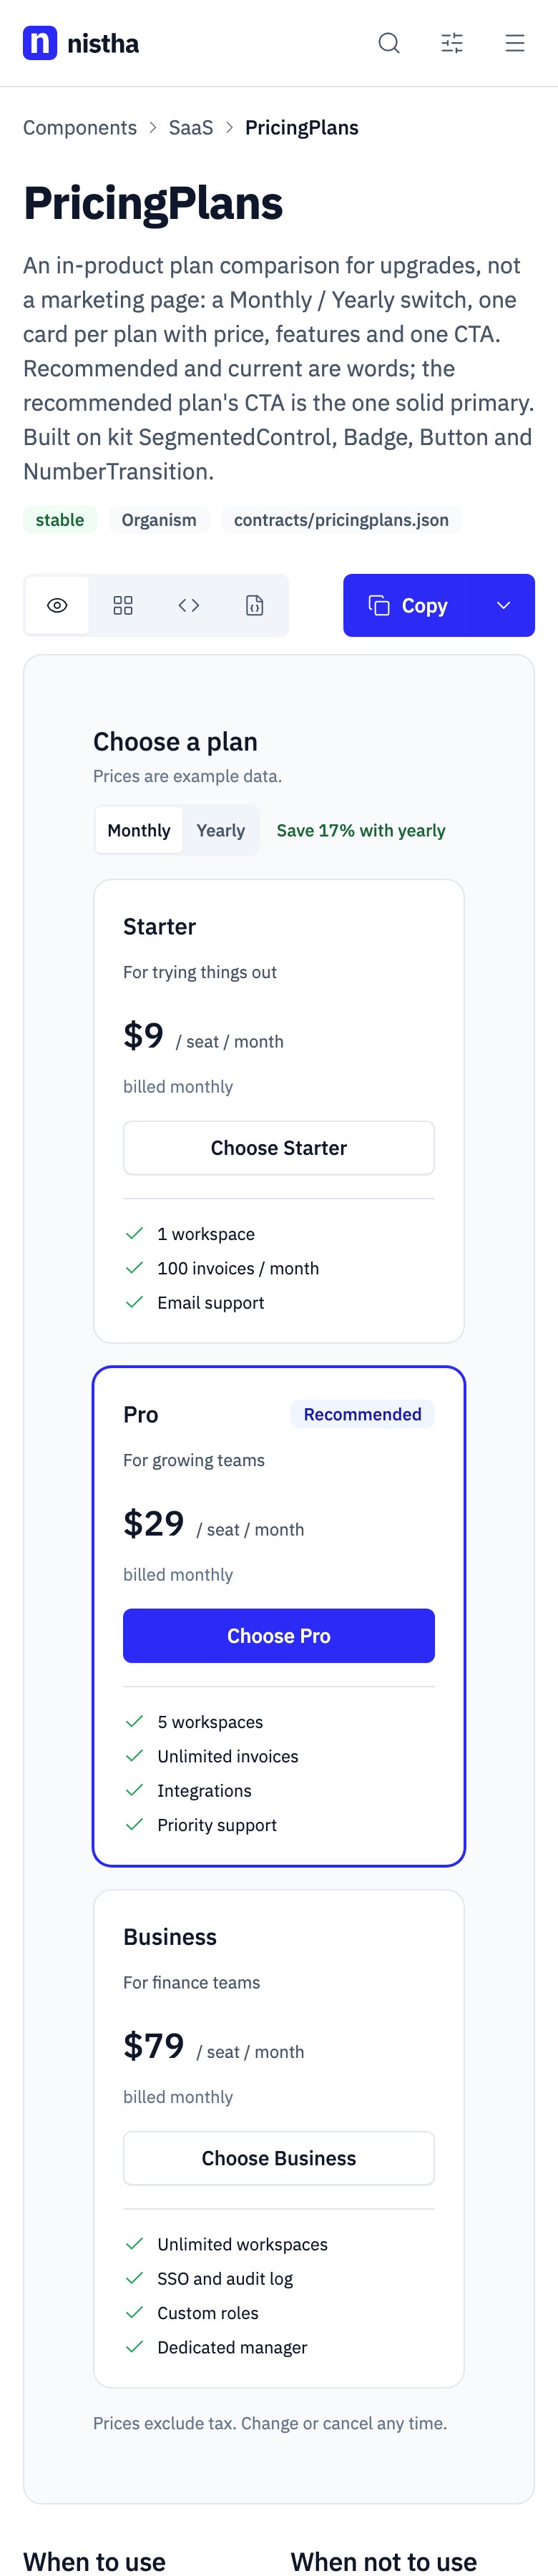 n nistha
Components > SaaS > PricingPlans
PricingPlans
An in-product plan comparison for upgrades, not
a marketing page: a Monthly / Yearly switch, one
card per plan with price, features and one CTA.
Recommended and current are words; the
recommended plan's CTA is the one solid primary.
Built on kit SegmentedControl, Badge, Button and
NumberTransition.
stable Organism contracts/pricingplans.json
Copy
Choose a plan
Prices are example data.
Monthly Yearly Save 17% with yearly
Starter
For trying things out
$9 / seat / month
billed monthly
Choose Starter
1 workspace
100 invoices / month
Email support
Pro Recommended
For growing teams
$29 / seat / month
billed monthly
Choose Pro
5 workspaces
Unlimited invoices
Integrations
Priority support
Business
For finance teams
$79 / seat / month
billed monthly
Choose Business
Unlimited workspaces
SSO and audit log
Custom roles
Dedicated manager
Prices exclude tax. Change or cancel any time.
When to use When not to use